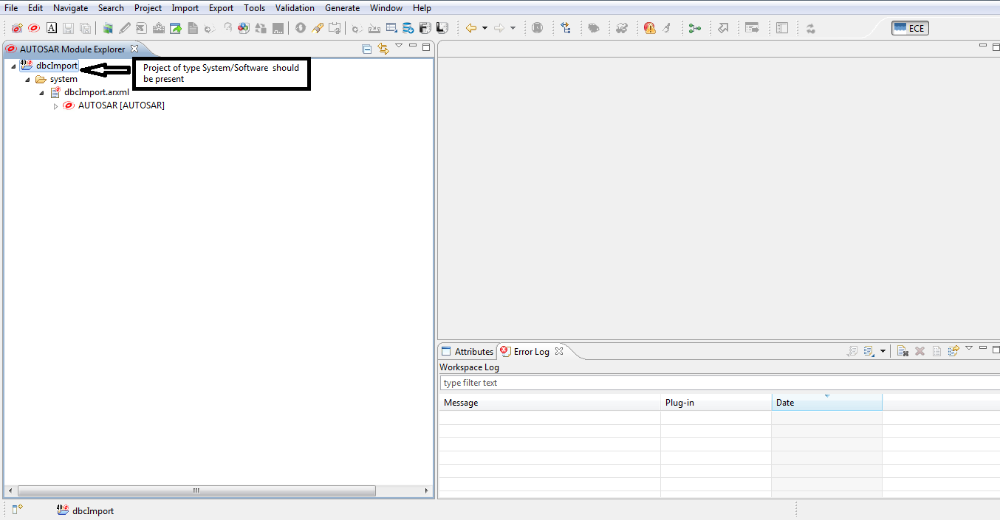 File Edit Navigate Search Project Import Export Tools Validation Generate Window Help
A
ECE
AUTOSAR Module Explorer
40 dbcImport
Project of type System/Software should
be present
system
dbcImport.arxml
AUTOSAR [AUTOSAR]
Attributes Error Log
Workspace Log
type filter text
Message Plug-in Date
40 dbcImport